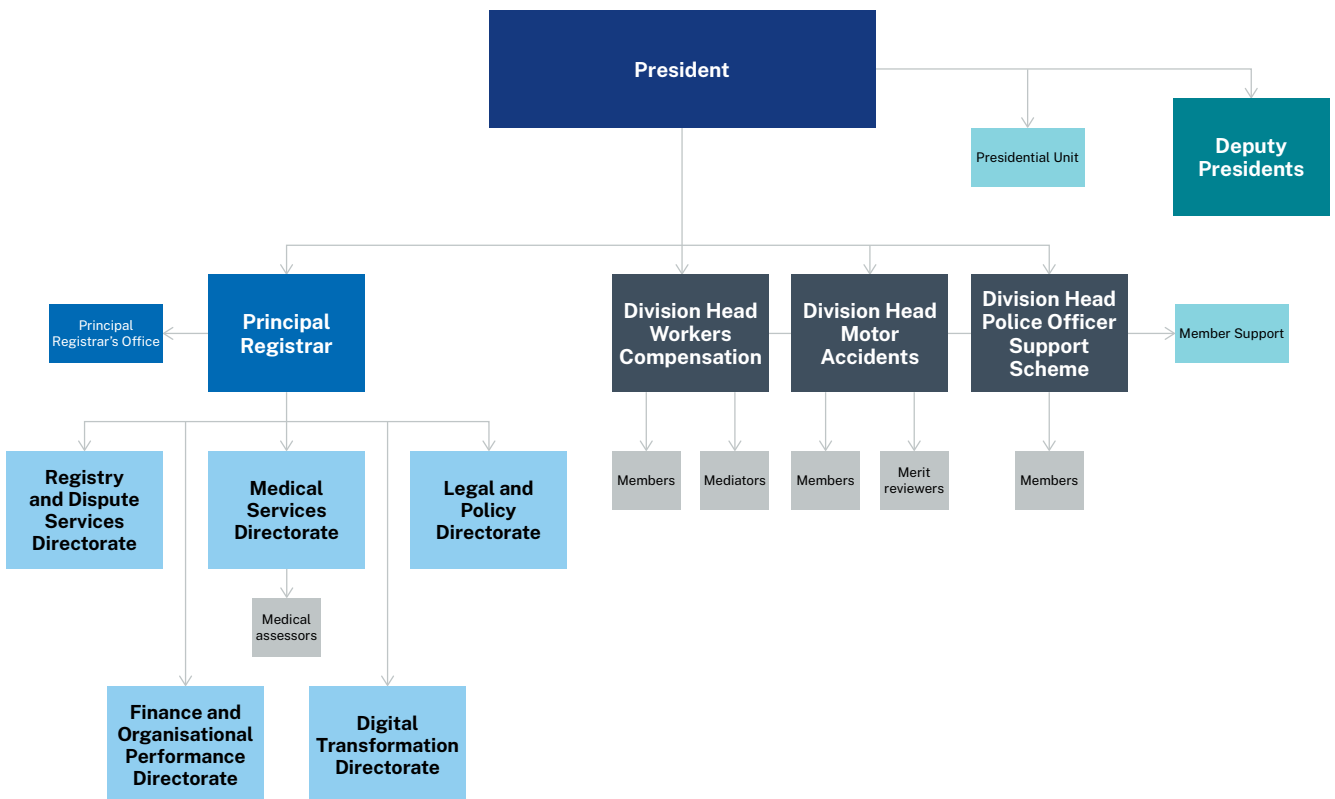 President
Presidential Unit
Deputy
Presidents
Principal
Registrar's Office
Principal
Registrar
Division Head
Workers
Compensation
Division Head
Motor
Accidents
Division Head
Police Officer
Support
Scheme
Member Support
Registry
and Dispute
Services
Directorate
Medical
Services
Directorate
Legal and
Policy
Directorate
Members
Mediators
Members
Merit
reviewers
Members
Medical
assessors
Finance and
Organisational
Performance
Directorate
Digital
Transformation
Directorate